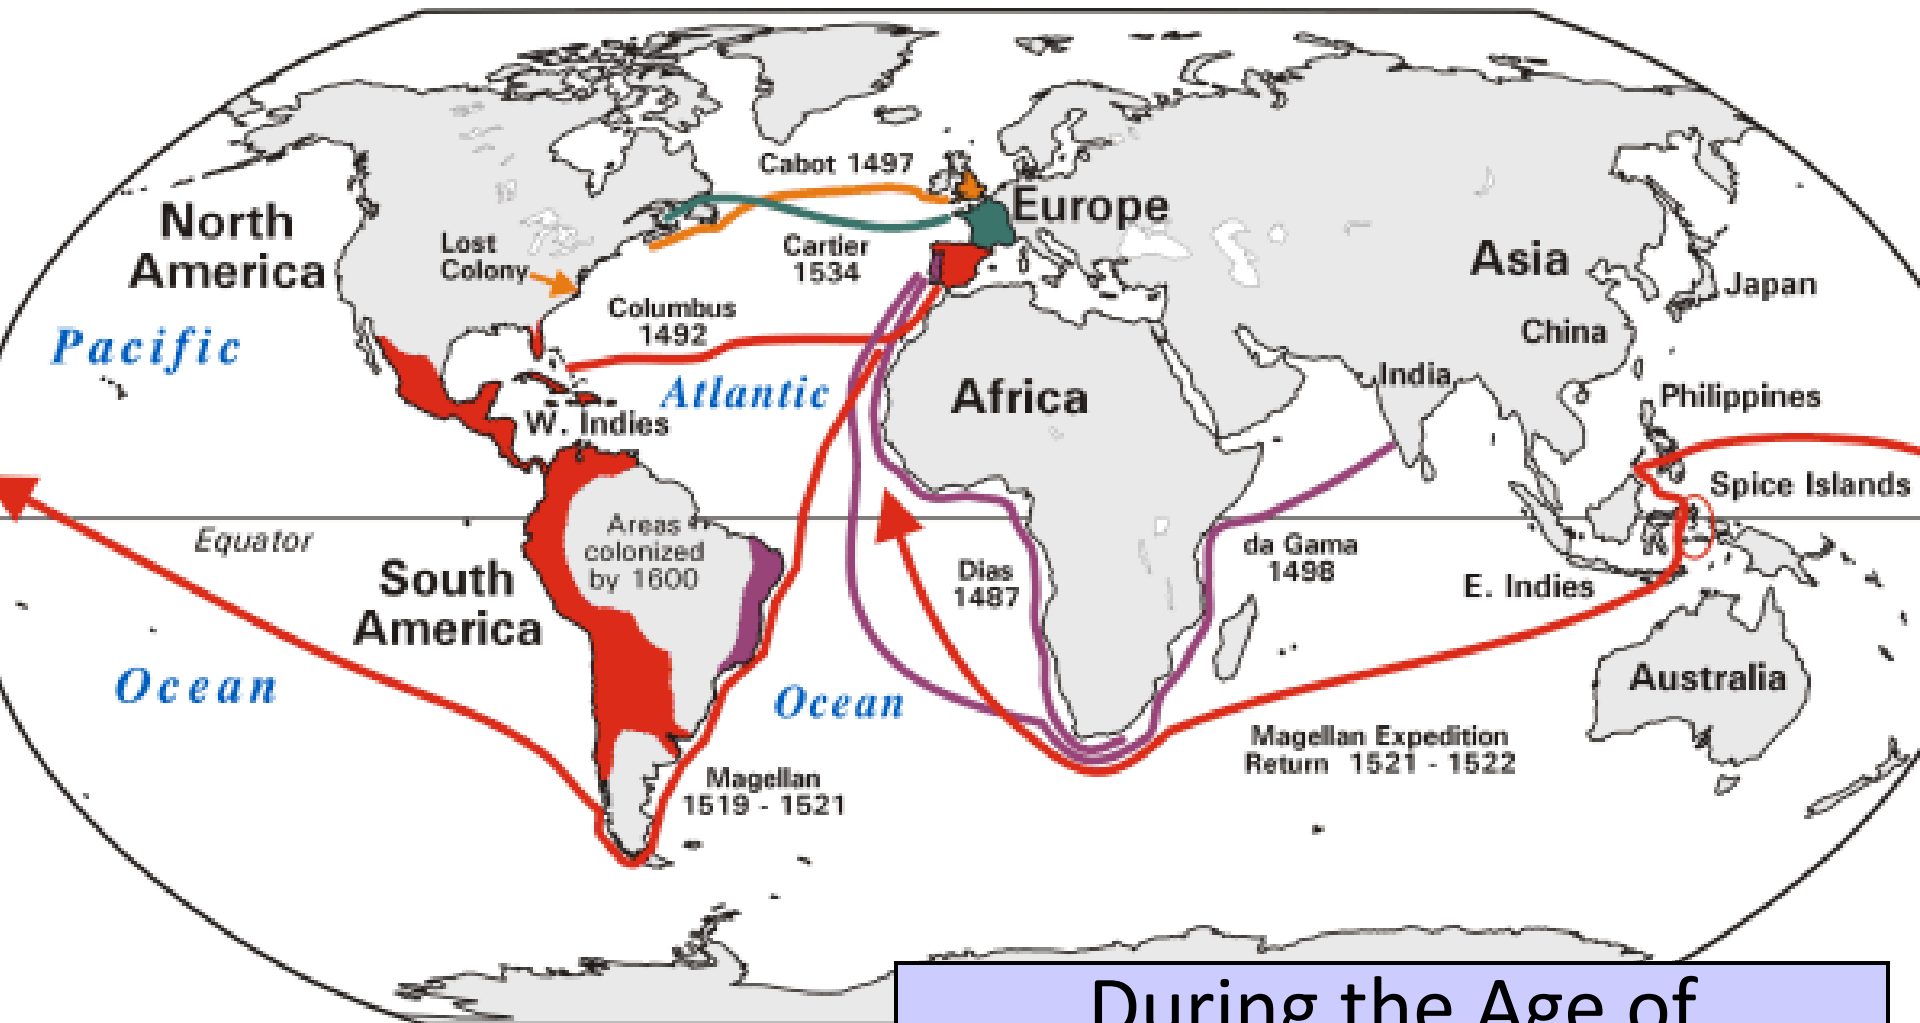 Cabot 1497
North
America
Europe
Lost
Colony
Cartier
1534
Asia
Japan
Columbus
1492
China
Pacific
Atlantic
Africa
India
Philippines
W. Indies
Spice Islands
Equator
Areas
colonized
by 1600
South
America
Dias
1487
da Gama
1498
E. Indies
Ocean
Ocean
Australia
Magellan
1519 - 1521
Magellan Expedition
Return 1521 - 1522
During the Age of